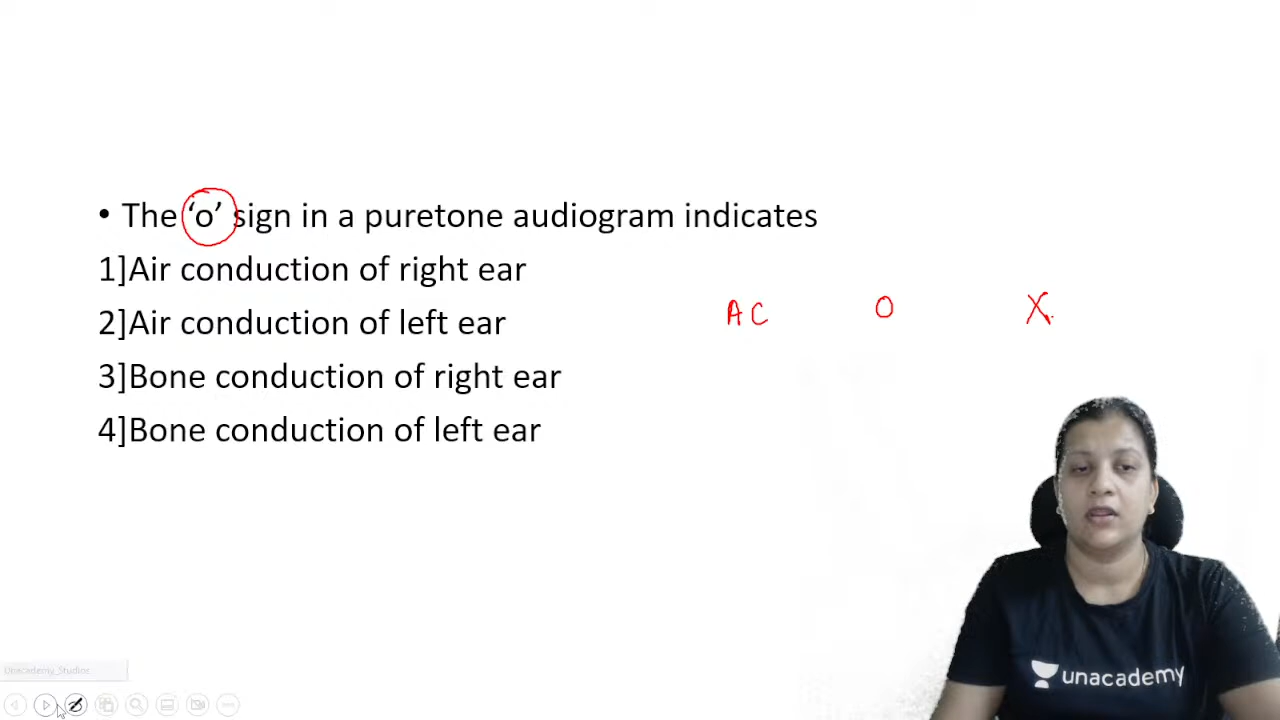 • The ‘o’ sign in a puretone audiogram indicates
1]Air conduction of right ear
2]Air conduction of left ear
3]Bone conduction of right ear
4]Bone conduction of left ear
AC O X
unacademy
Unacademy_Studios